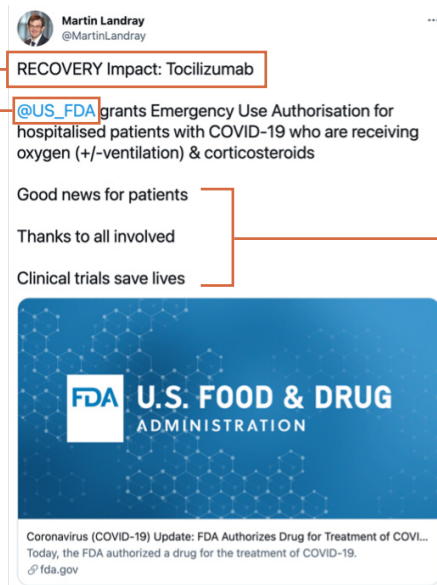 Martin Landray
@MartinLandray
RECOVERY Impact: Tocilizumab
@US_FDA grants Emergency Use Authorisation for
hospitalised patients with COVID-19 who are receiving
oxygen (+/-ventilation) & corticosteroids
Good news for patients
Thanks to all involved
Clinical trials save lives
FDA U.S. FOOD & DRUG
ADMINISTRATION
Coronavirus (COVID-19) Update: FDA Authorizes Drug for Treatment of COVI...
Today, the FDA authorized a drug for the treatment of COVID-19.
fda.gov